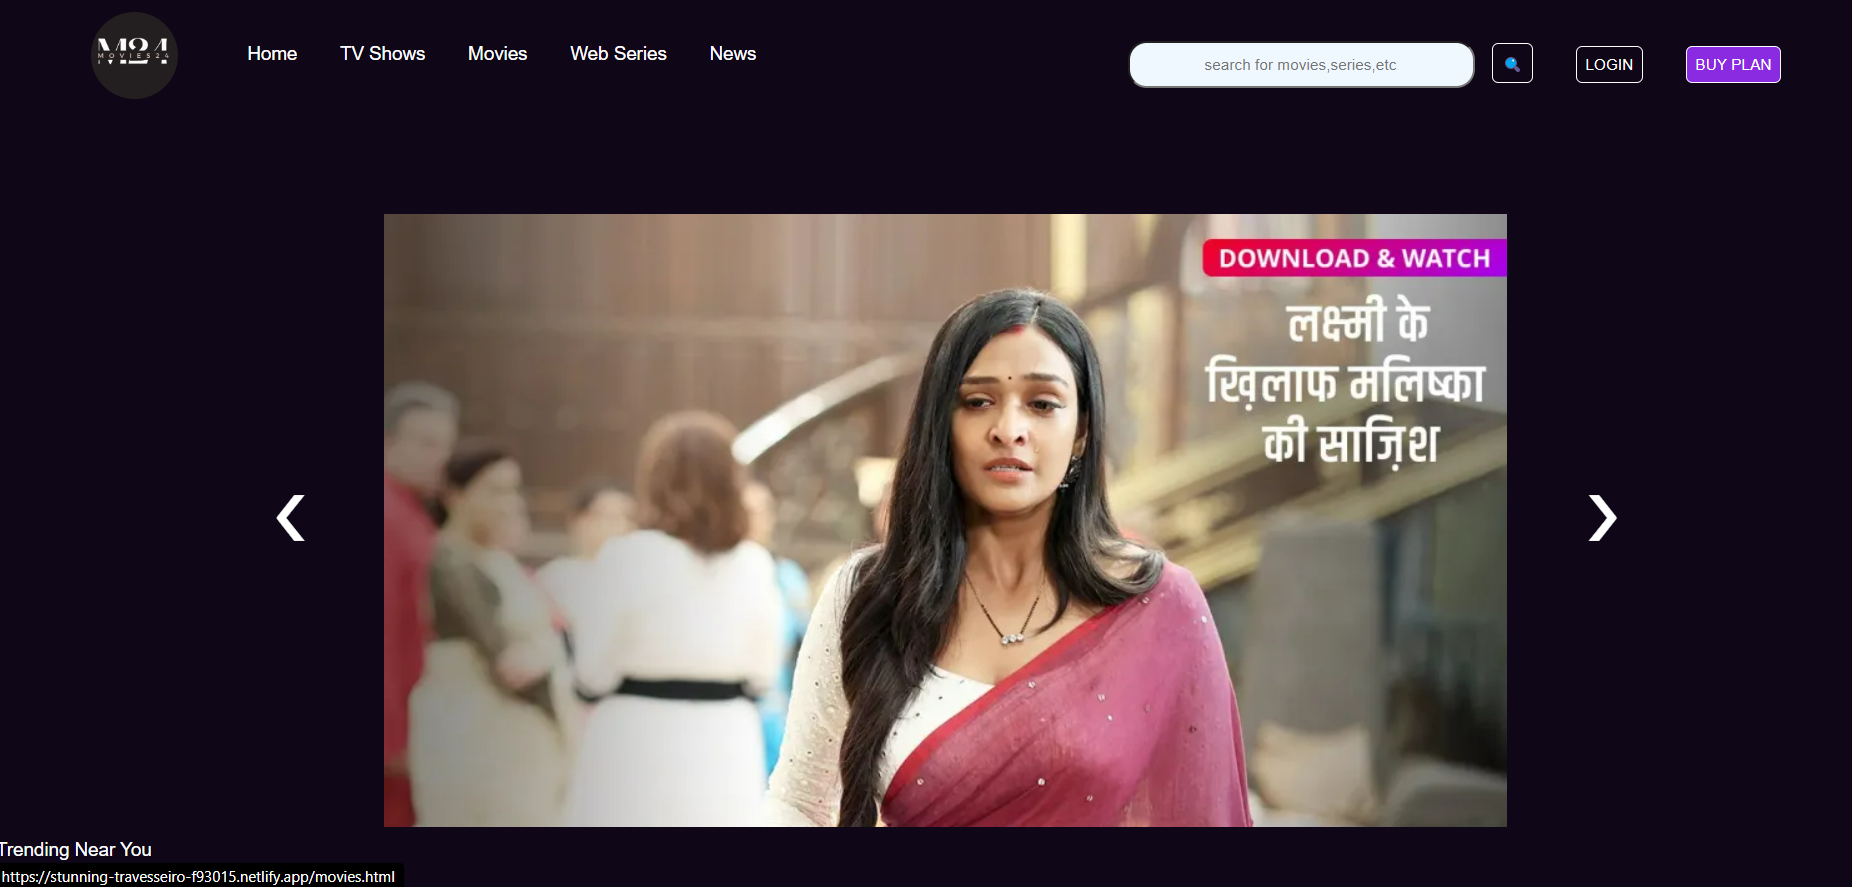 M24
MOVIES24
Home
TV Shows
Movies
Web Series
News
search for movies,series,etc
LOGIN
BUY PLAN
DOWNLOAD & WATCH
लक्ष्मी के
ख़िलाफ मलिष्का
की साज़िश
Trending Near You
https://stunning-travesseiro-f93015.netlify.app/movies.html